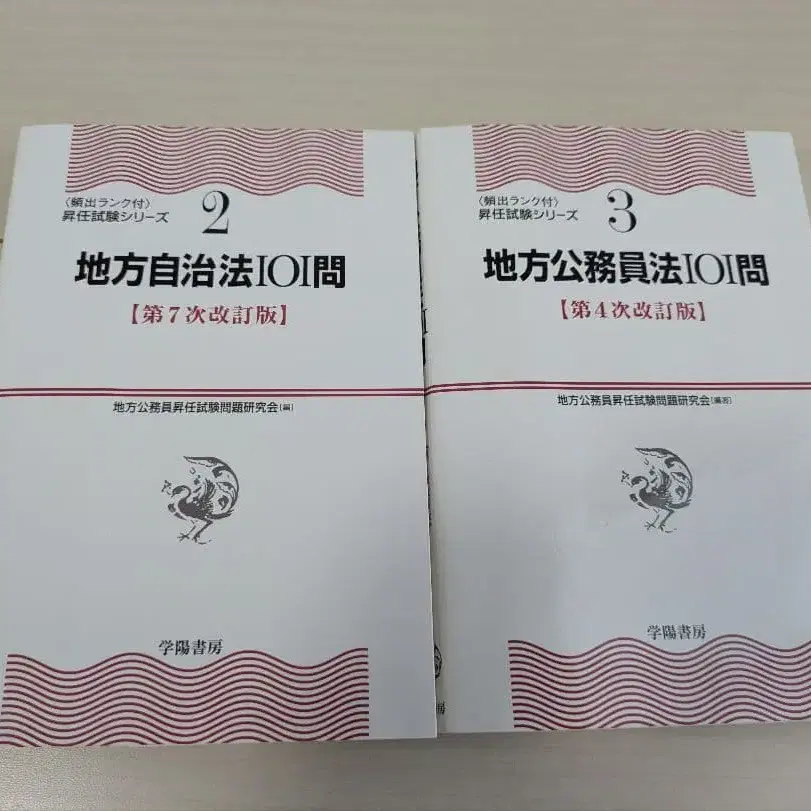 〈頻出ランク付〉
昇任試験シリーズ 2
地方自治法101問
【第7次改訂版】
地方公務員昇任試験問題研究会(編)
学陽書房
〈頻出ランク付〉
昇任試験シリーズ 3
地方公務員法101問
【第4次改訂版】
地方公務員昇任試験問題研究会(編著)
学陽書房